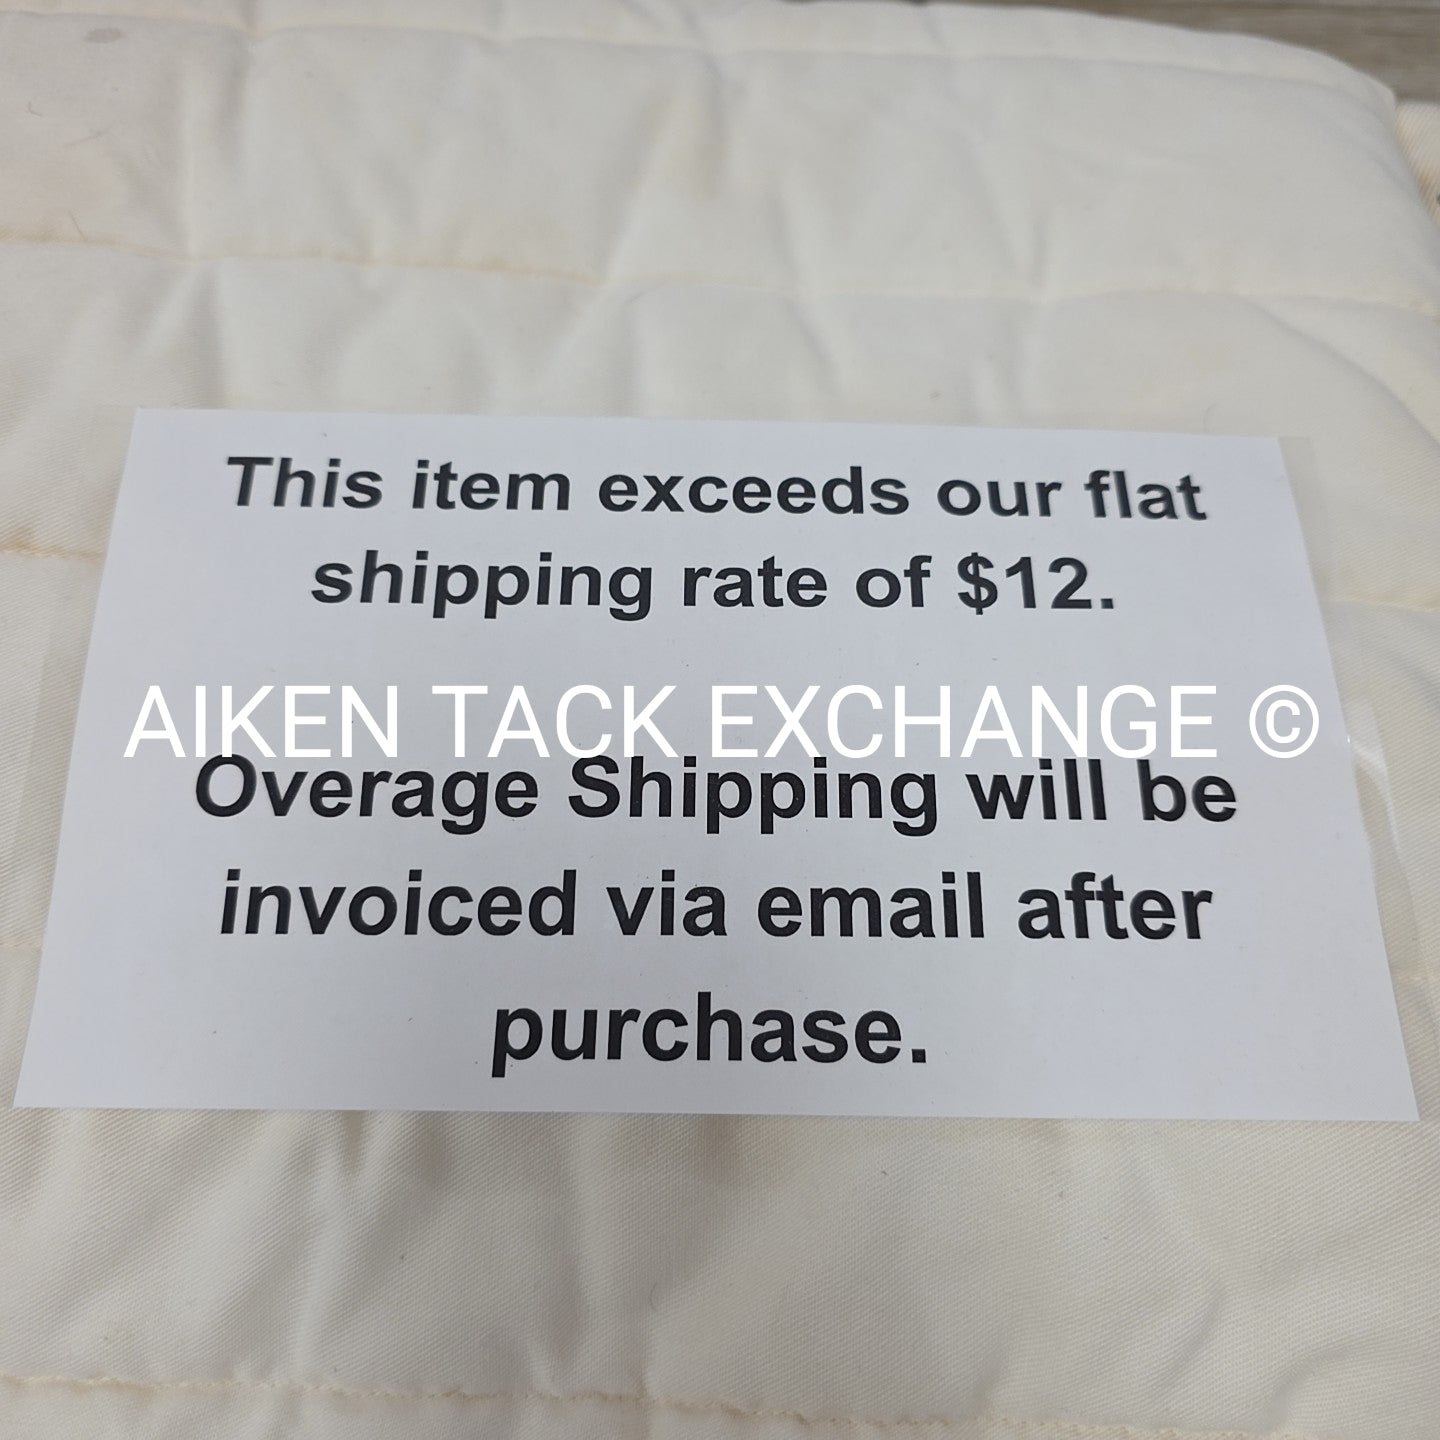 This item exceeds our flat
shipping rate of $12.
AIKEN TACK EXCHANGE ©
Overage Shipping will be
invoiced via email after
purchase.